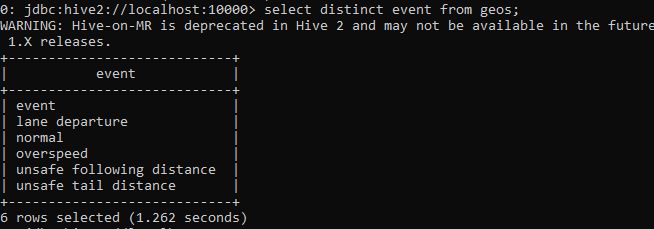 0: jdbc:hive2://localhost:10000> select distinct event from geos;
WARNING: Hive-on-MR is deprecated in Hive 2 and may not be available in the future
 1.X releases.
+----------------------------+
|           event            |
+----------------------------+
| event                      |
| lane departure             |
| normal                     |
| overspeed                  |
| unsafe following distance  |
| unsafe tail distance       |
+----------------------------+
6 rows selected (1.262 seconds)